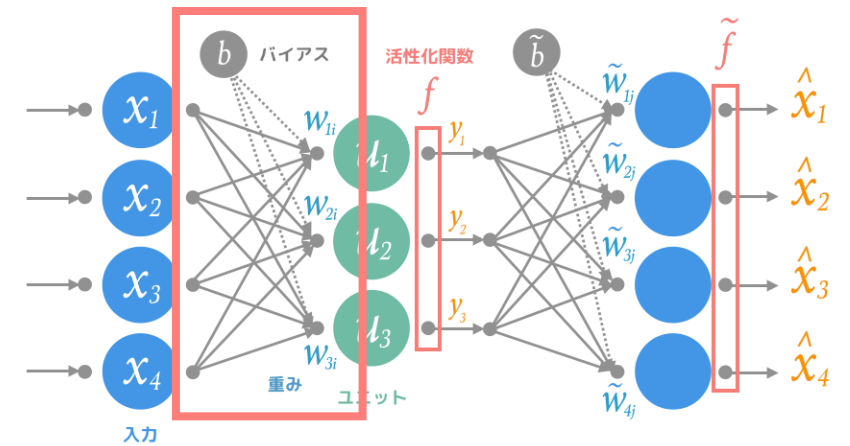 b バイアス
活性化関数
f
b̃
f̃
x₁
x₂
x₃
x₄
入力
w₁ᵢ
w₂ᵢ
w₃ᵢ
重み
u₁
u₂
u₃
ユニット
y₁
y₂
y₃
w̃₁ⱼ
w̃₂ⱼ
w̃₃ⱼ
w̃₄ⱼ
x̂₁
x̂₂
x̂₃
x̂₄